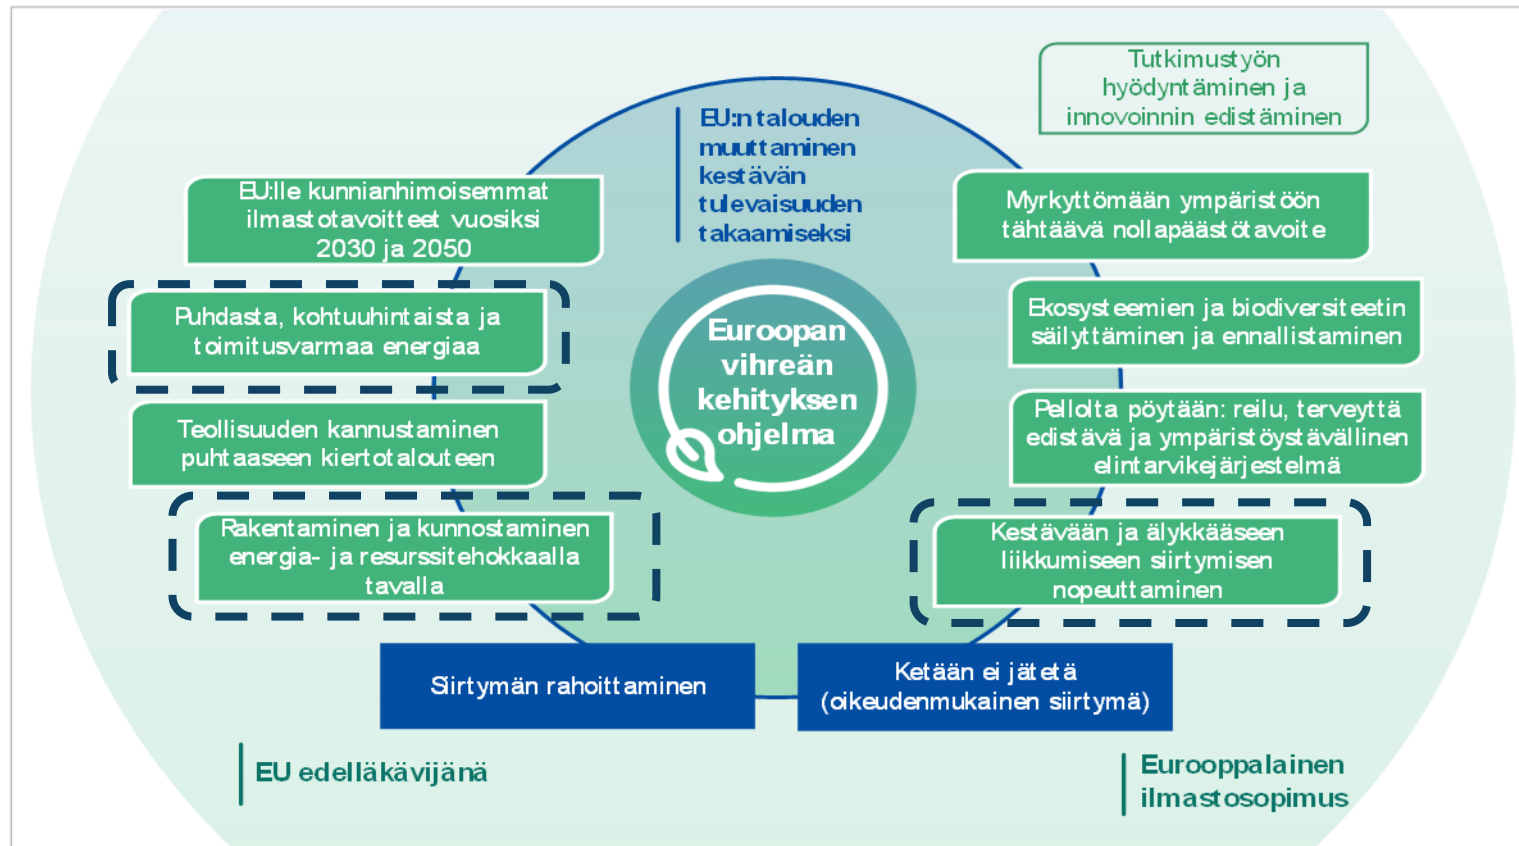 Tutkimustyön
hyödyntäminen ja
innovoinnin edistäminen
EU:n talouden
muuttaminen
kestävän
tulevaisuuden
takaamiseksi
EU:lle kunnianhimoisemmat
ilmastotavoitteet vuosiksi
2030 ja 2050
Puhdasta, kohtuuhintaista ja
toimitusvarmaa energiaa
Teollisuuden kannustaminen
puhtaaseen kiertotalouteen
Rakentaminen ja kunnostaminen
energia- ja resurssitehokkaalla
tavalla
Euroopan
vihreän
kehityksen
ohjelma
Myrkyttömään ympäristöön
tähtäävä nollapäästötavoite
Ekosysteemien ja biodiversiteetin
säilyttäminen ja ennallistaminen
Pellolta pöytään: reilu, terveyttä
edistävä ja ympäristöystävällinen
elintarvikejärjestelmä
Kestävään ja älykkääseen
liikkumiseen siirtymisen
nopeuttaminen
Siirtymän rahoittaminen
Ketään ei jätetä
(oikeudenmukainen siirtymä)
EU edelläkävijänä
Eurooppalainen
ilmastosopimus